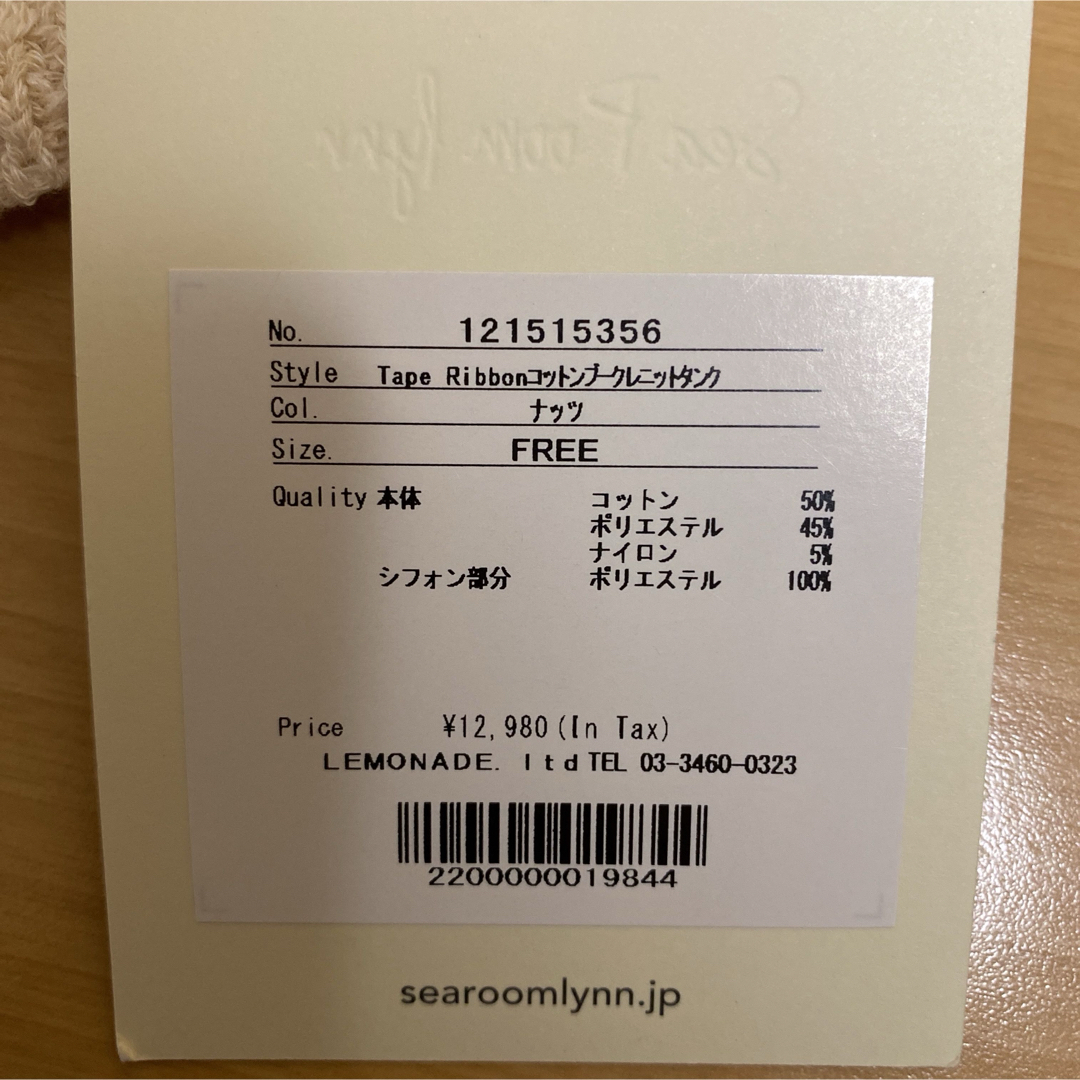 Sea Room lynn
No. 121515356
Style Tape Ribbonコットンブークレニットタンク
Col. ナッツ
Size. FREE
Quality 本体 コットン 50%
ポリエステル 45%
ナイロン 5%
シフォン部分 ポリエステル 100%
Price ¥12,980(In Tax)
LEMONADE. ltd TEL 03-3460-0323
2200000019844
searoomlynn.jp